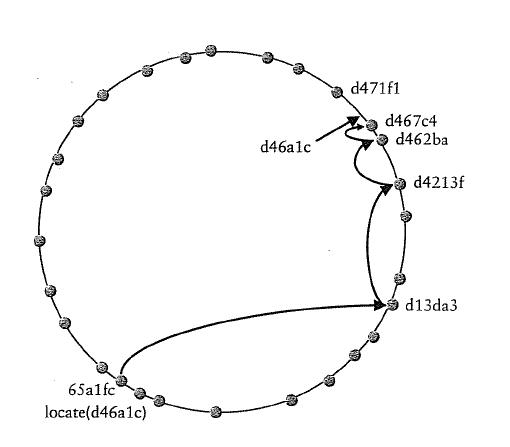 d471f1
d467c4
d46a1c
d462ba
d4213f
d13da3
65a1fc
locate(d46a1c)